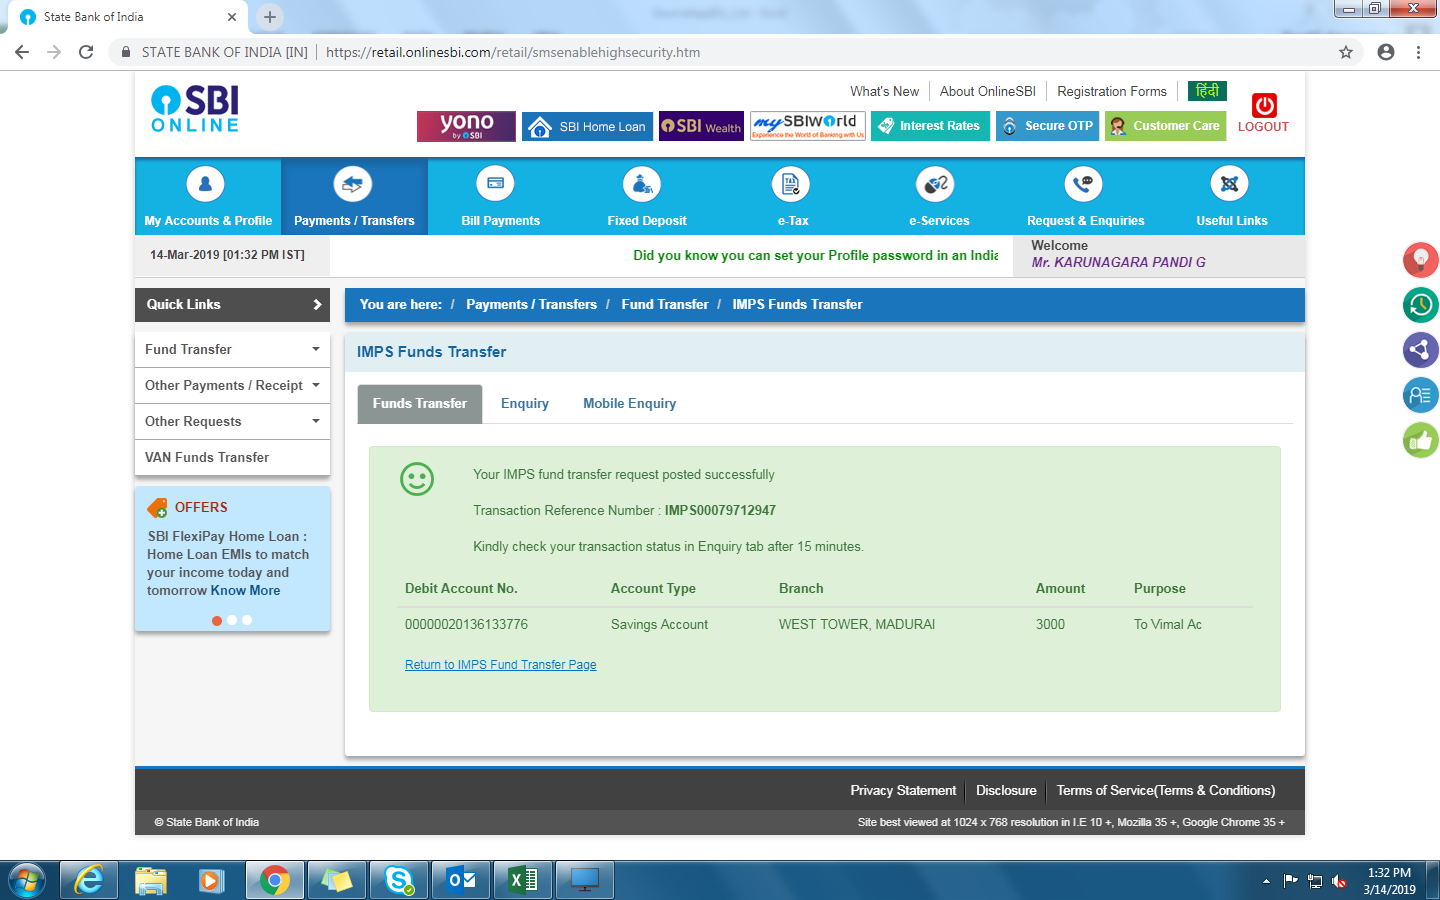 State Bank of India
STATE BANK OF INDIA [IN] https://retail.onlinesbi.com/retail/smsenablehighsecurity.htm
SBI
ONLINE
What's New
About OnlineSBI
Registration Forms
हिंदी
yono
by SBI
SBI Home Loan
SBI Wealth
my SBIWorld
Experience the World of Banking with Us
Interest Rates
Secure OTP
Customer Care
LOGOUT
My Accounts & Profile
Payments / Transfers
Bill Payments
Fixed Deposit
TAX
e-Tax
e-Services
Request & Enquiries
Useful Links
14-Mar-2019 [01:32 PM IST]
Did you know you can set your Profile password in an India
Welcome
Mr. KARUNAGARA PANDI G
Quick Links
You are here: / Payments / Transfers / Fund Transfer / IMPS Funds Transfer
Fund Transfer
Other Payments / Receipt
Other Requests
VAN Funds Transfer
OFFERS
SBI FlexiPay Home Loan :
Home Loan EMIs to match
your income today and
tomorrow Know More
IMPS Funds Transfer
Funds Transfer
Enquiry
Mobile Enquiry
Your IMPS fund transfer request posted successfully
Transaction Reference Number : IMPS00079712947
Kindly check your transaction status in Enquiry tab after 15 minutes.
Debit Account No. Account Type Branch Amount Purpose
00000020136133776 Savings Account WEST TOWER, MADURAI 3000 To Vimal Ac
Return to IMPS Fund Transfer Page
Privacy Statement
Disclosure
Terms of Service(Terms & Conditions)
© State Bank of India
Site best viewed at 1024 x 768 resolution in I.E 10 +, Mozilla 35 +, Google Chrome 35 +
1:32 PM
3/14/2019